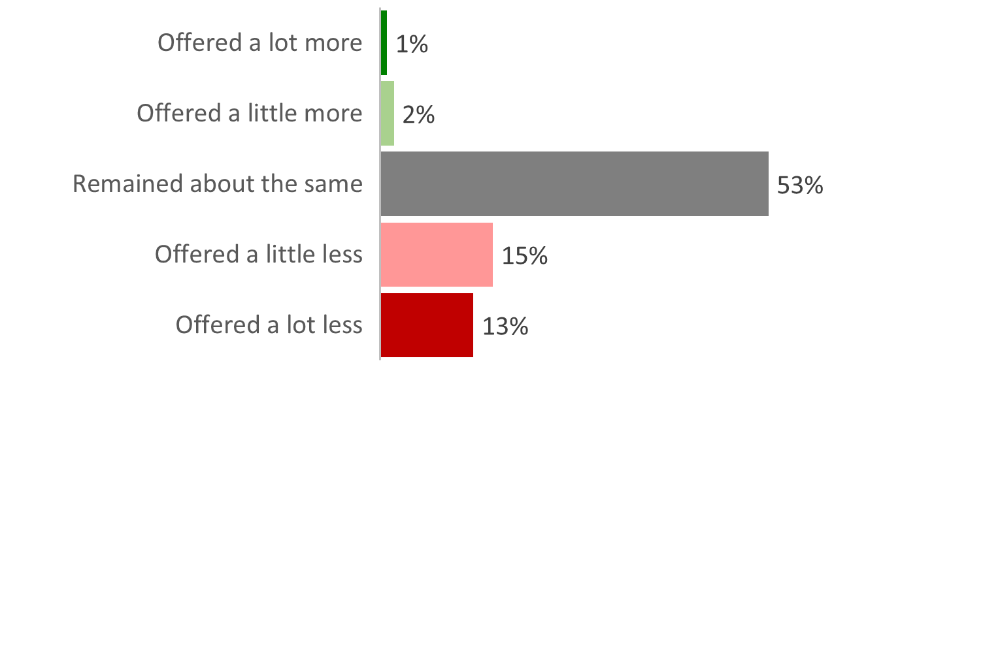 Offered a lot more 1%
Offered a little more 2%
Remained about the same 53%
Offered a little less 15%
Offered a lot less 13%